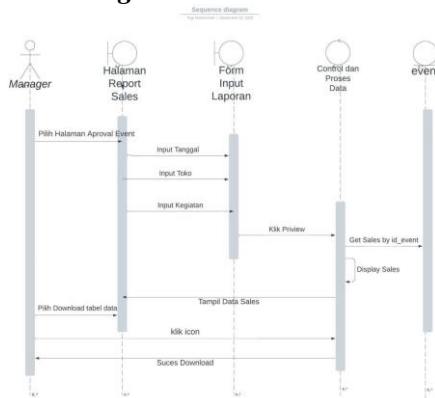 Sequence diagram
Manager
Halaman
Report
Sales
Form
Input
Laporan
Control dan
Proses
Data
event
Pilih Halaman Aproval Event
Input Tanggal
Input Toko
Input Kegiatan
Klik Priview
Get Sales by id_event
Display Sales
Tampil Data Sales
Pilih Download tabel data
klik icon
Suces Download